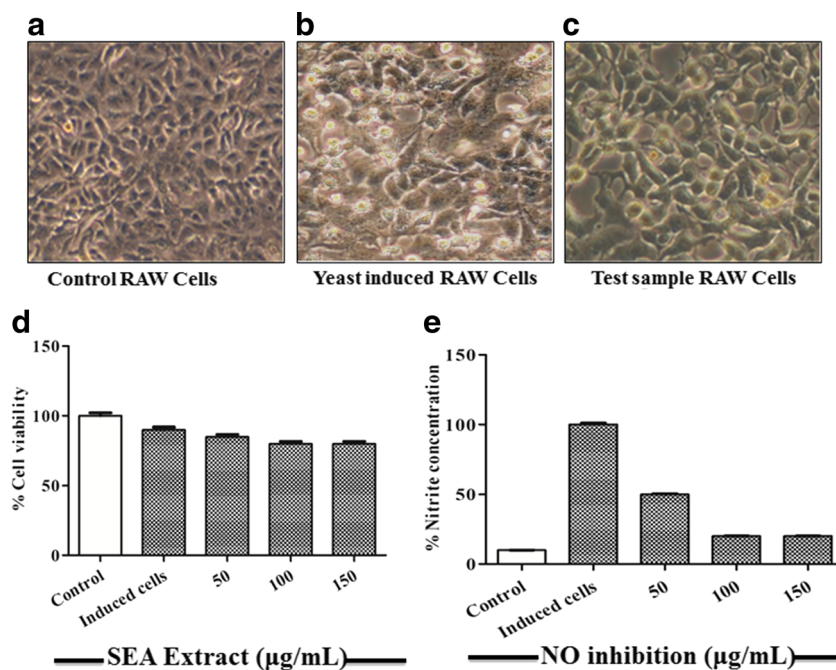 a
b
c
Control RAW Cells
Yeast induced RAW Cells
Test sample RAW Cells
d
% Cell viability
150
100
50
0
Control
Induced cells
50
100
150
SEA Extract (µg/mL)
e
% Nitrite concentration
150
100
50
0
Control
Induced cells
50
100
150
NO inhibition (µg/mL)